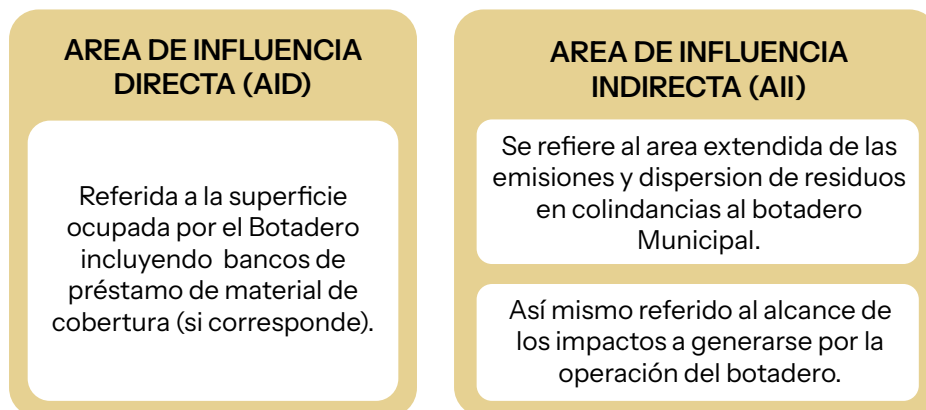 AREA DE INFLUENCIA
DIRECTA (AID)
Referida a la superficie
ocupada por el Botadero
incluyendo bancos de
préstamo de material de
cobertura (si corresponde).
AREA DE INFLUENCIA
INDIRECTA (AII)
Se refiere al area extendida de las
emisiones y dispersion de residuos
en colindancias al botadero
Municipal.
Así mismo referido al alcance de
los impactos a generarse por la
operación del botadero.